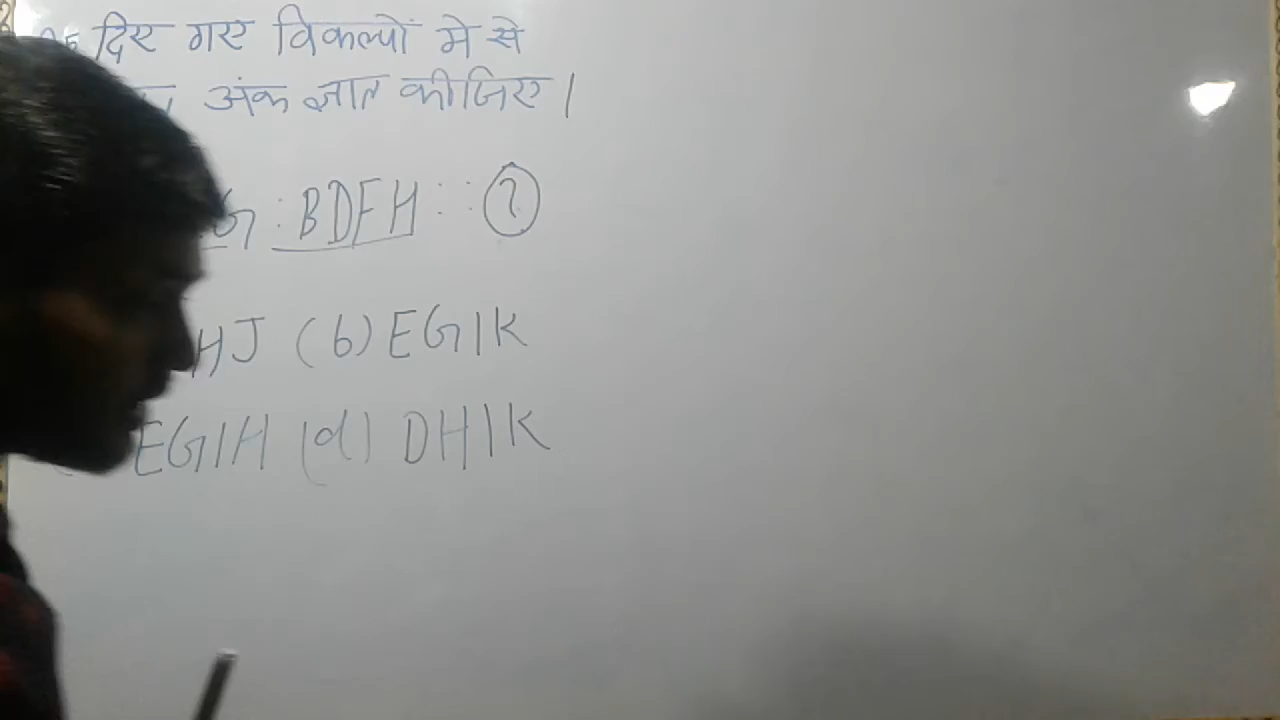 दिए गए विकल्पों मे से
अंक ज्ञात कीजिए।
G : BDFH :: ?
HJ (b) EGIK
EGIH (d) DHIK